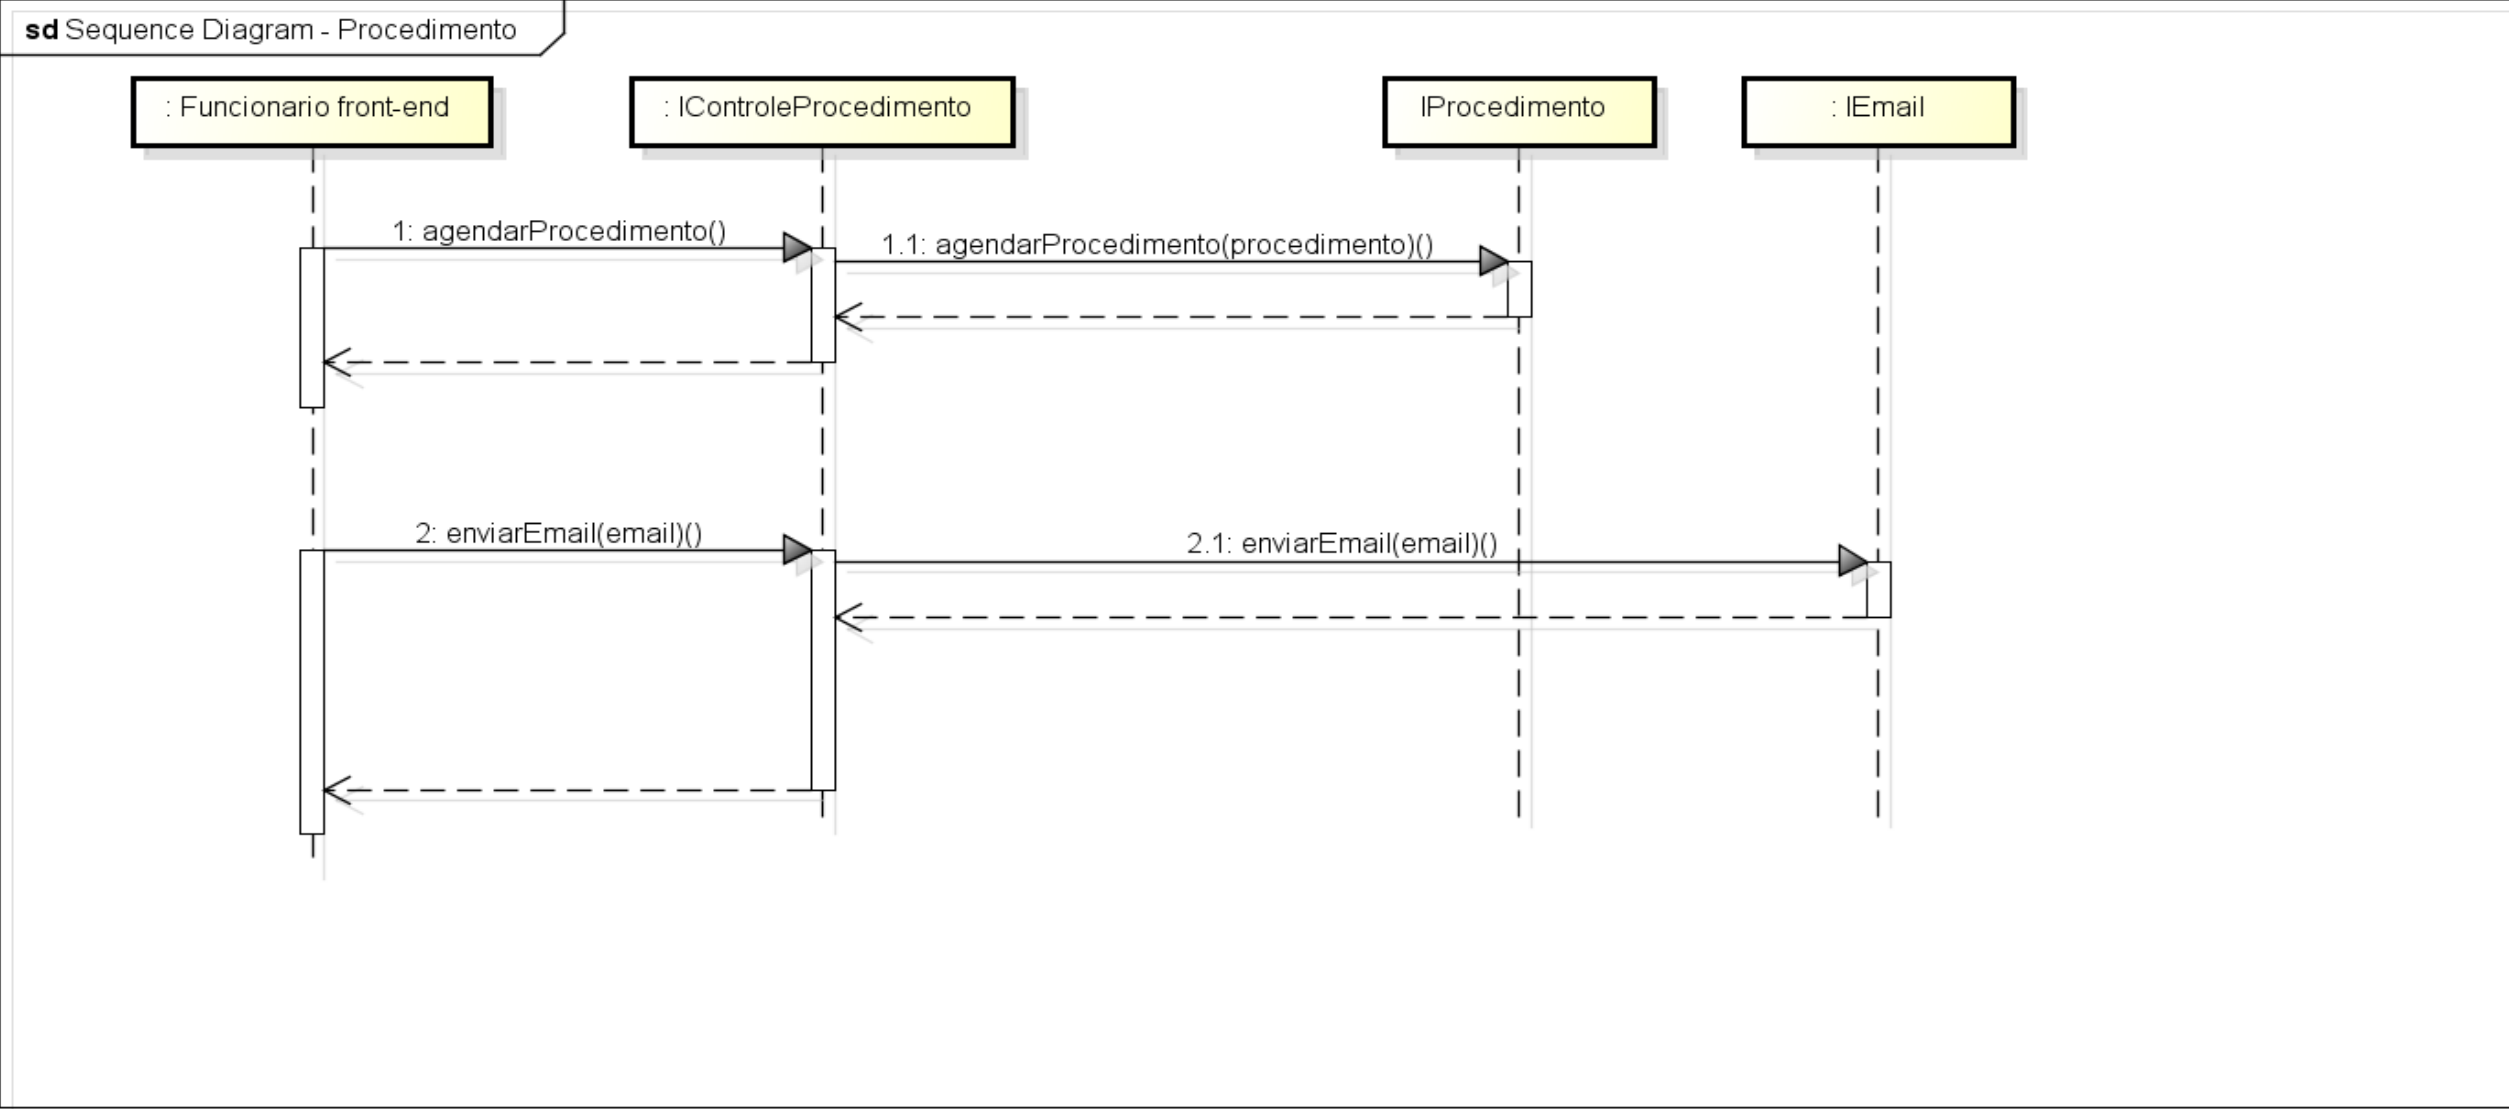 sd Sequence Diagram - Procedimento
: Funcionario front-end
: IControleProcedimento
IProcedimento
: IEmail
1: agendarProcedimento()
1.1: agendarProcedimento(procedimento)()
2: enviarEmail(email)()
2.1: enviarEmail(email)()